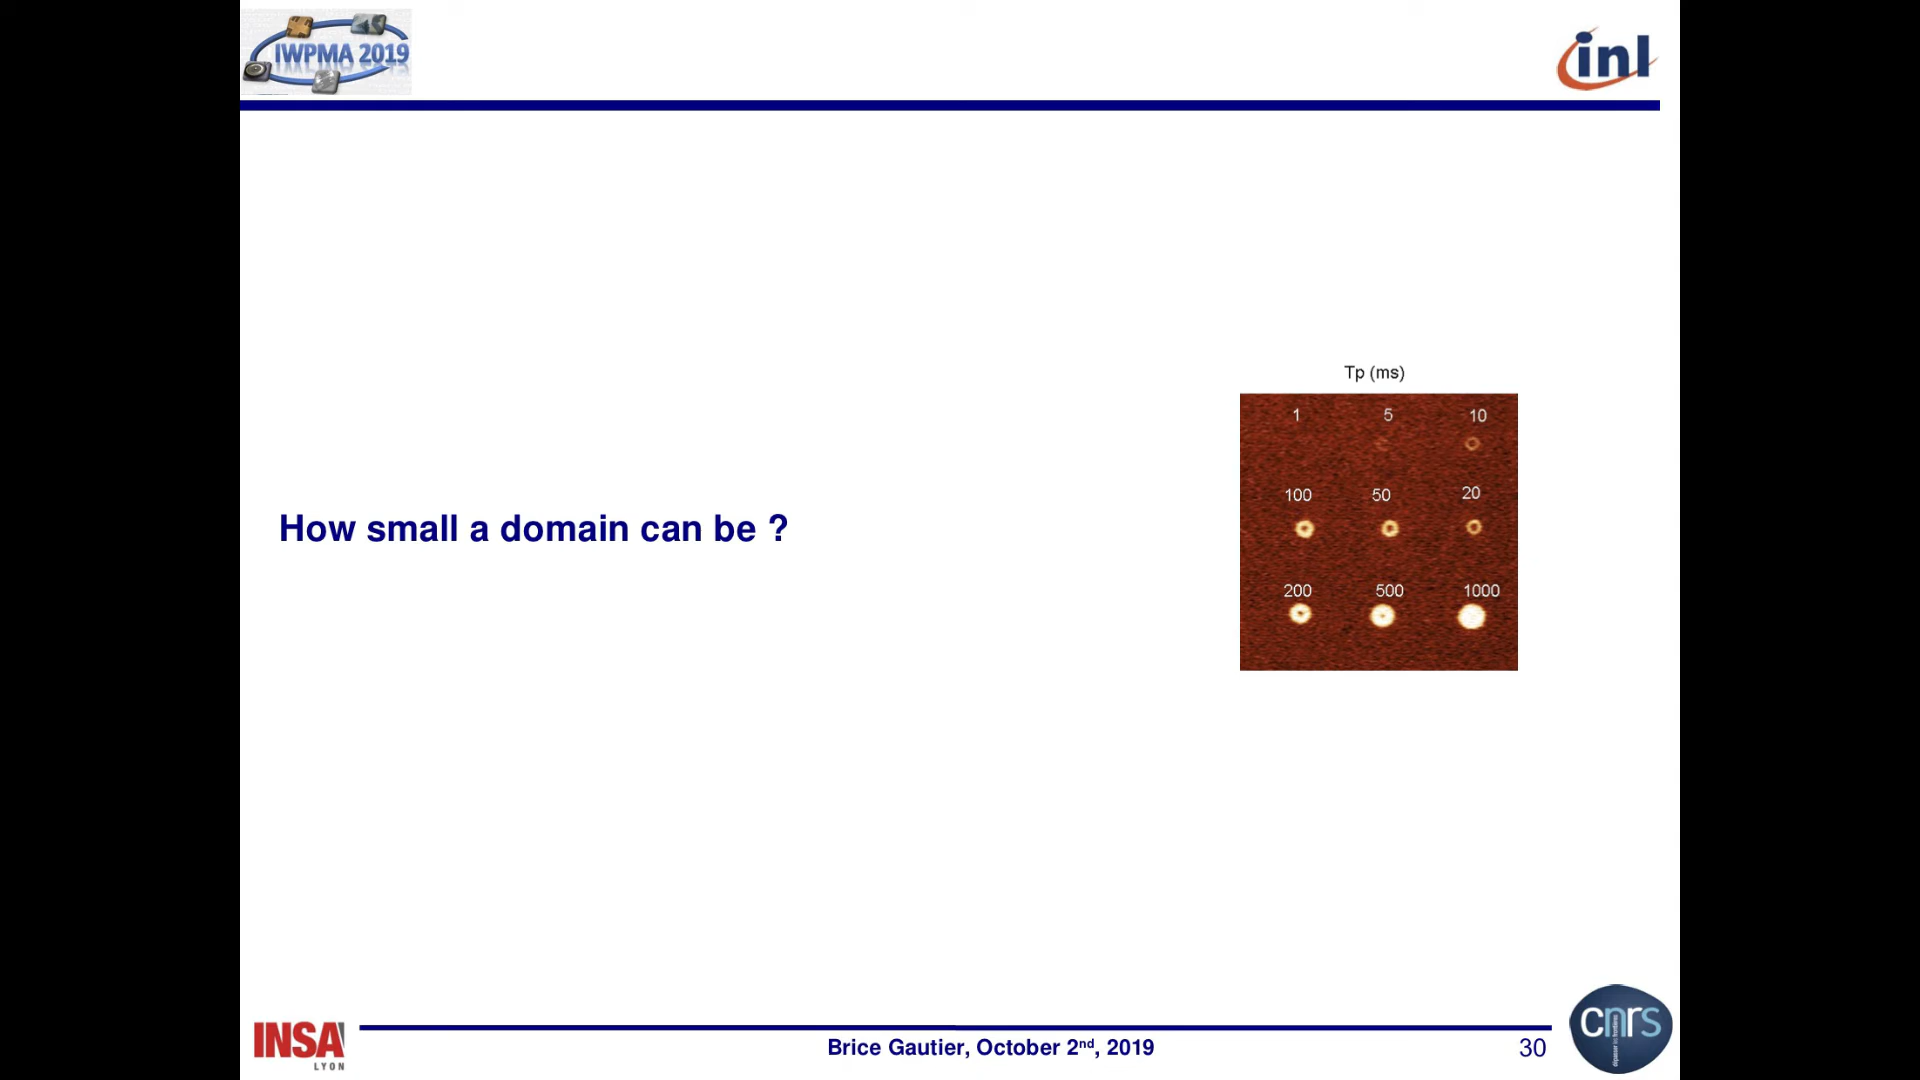 IWPMA 2019
inl
Tp (ms)
1 5 10
100 50 20
How small a domain can be ?
200 500 1000
INSA
LYON
Brice Gautier, October 2nd, 2019
30
cnrs